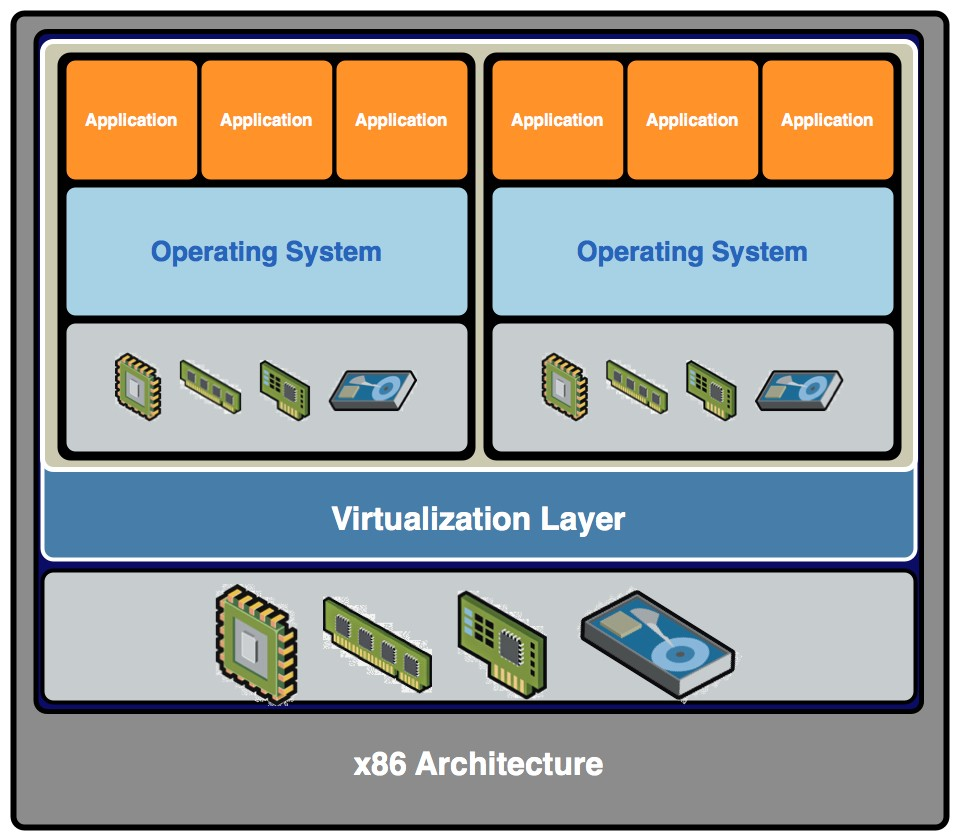 Application Application Application Application Application Application
Operating System Operating System
Virtualization Layer
x86 Architecture